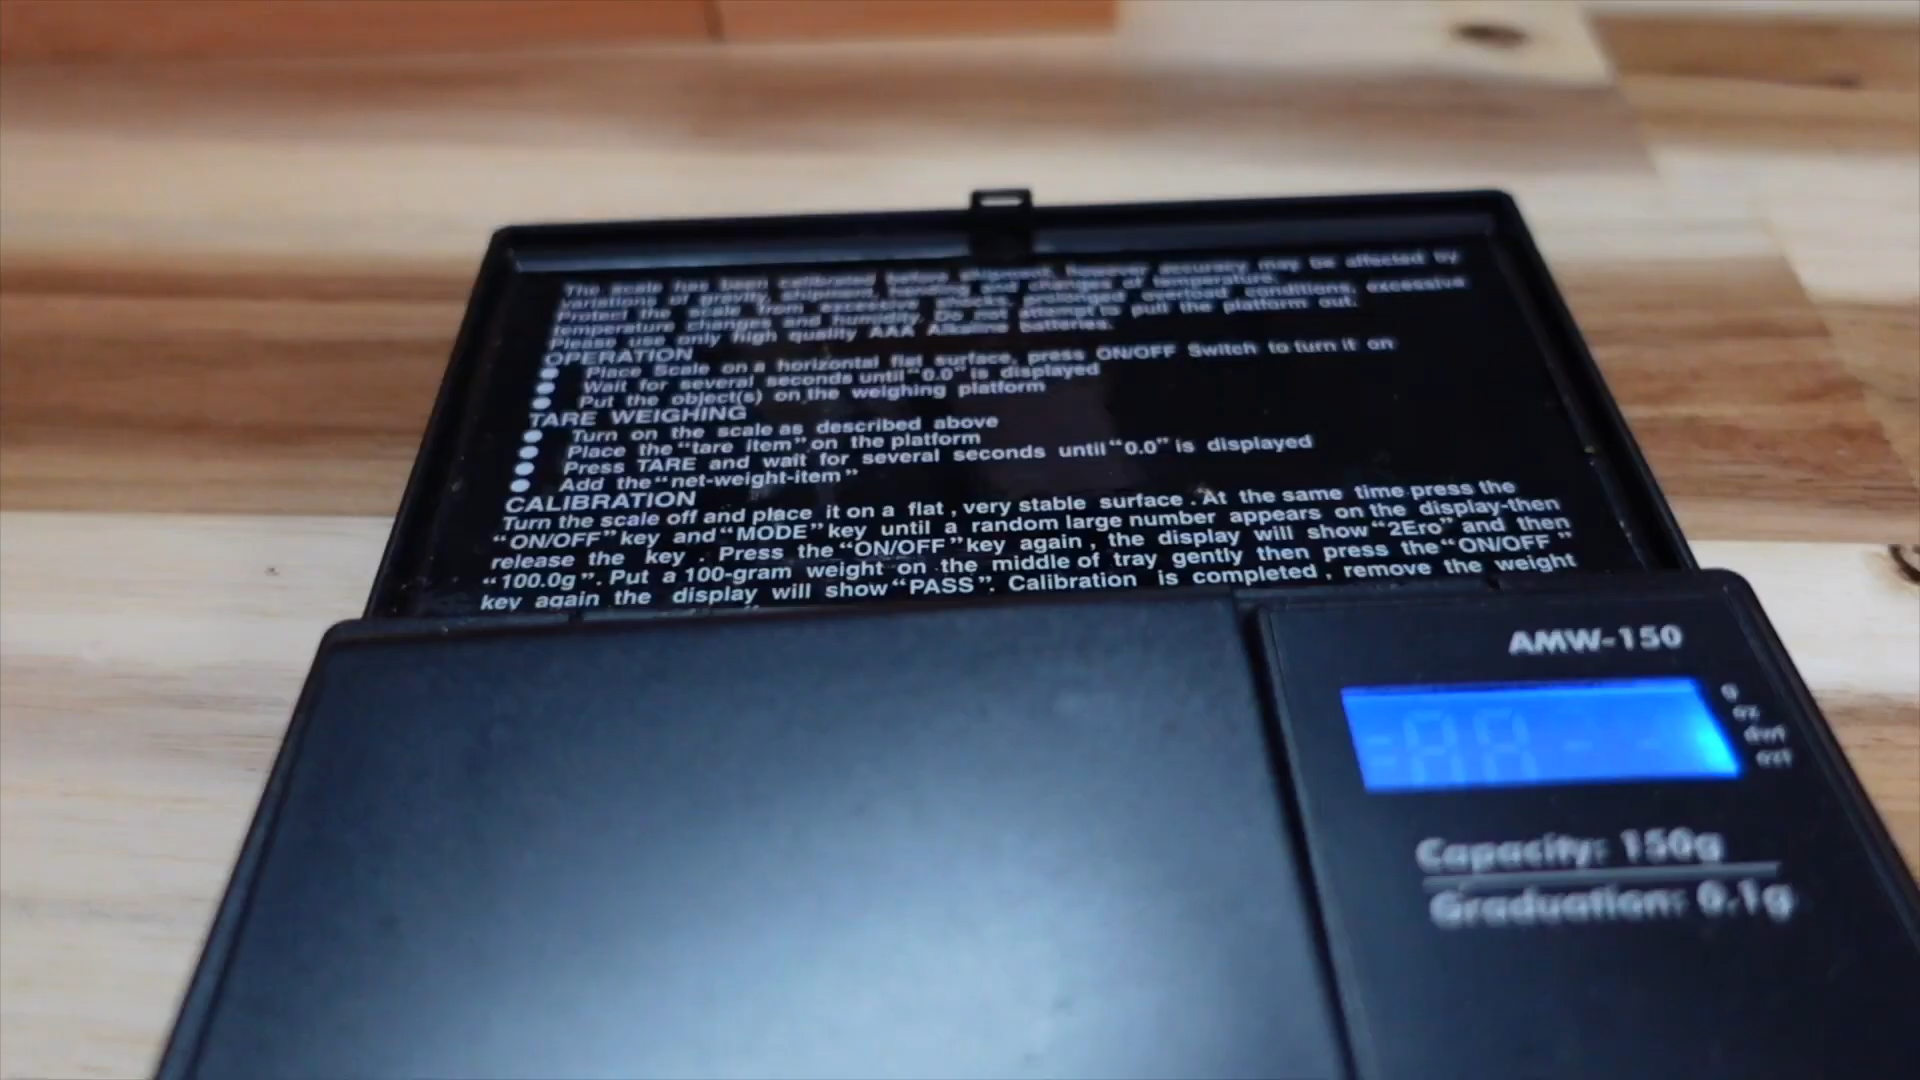 The scale has been calibrated before shipment, however accuracy may be affected by
variations of gravity, shipment, handling and changes of temperature.
Protect the scale from excessive shocks, prolonged overload conditions, excessive
temperature changes and humidity. Do not attempt to pull the platform out.
Please use only high quality AAA Alkaline batteries.
OPERATION
● Place Scale on a horizontal flat surface, press ON/OFF Switch to turn it on
● Wait for several seconds until "0.0" is displayed
● Put the object(s) on the weighing platform
TARE WEIGHING
● Turn on the scale as described above
● Place the "tare item" on the platform
● Press TARE and wait for several seconds until "0.0" is displayed
● Add the "net-weight-item"
CALIBRATION
Turn the scale off and place it on a flat, very stable surface. At the same time press the
"ON/OFF" key and "MODE" key until a random large number appears on the display-then
release the key. Press the "ON/OFF" key again, the display will show "2Ero" and then
"100.0g". Put a 100-gram weight on the middle of tray gently then press the "ON/OFF"
key again the display will show "PASS". Calibration is completed, remove the weight
AMW-150
g
oz
dwt
ozt
Capacity: 150g
Graduation: 0.1g